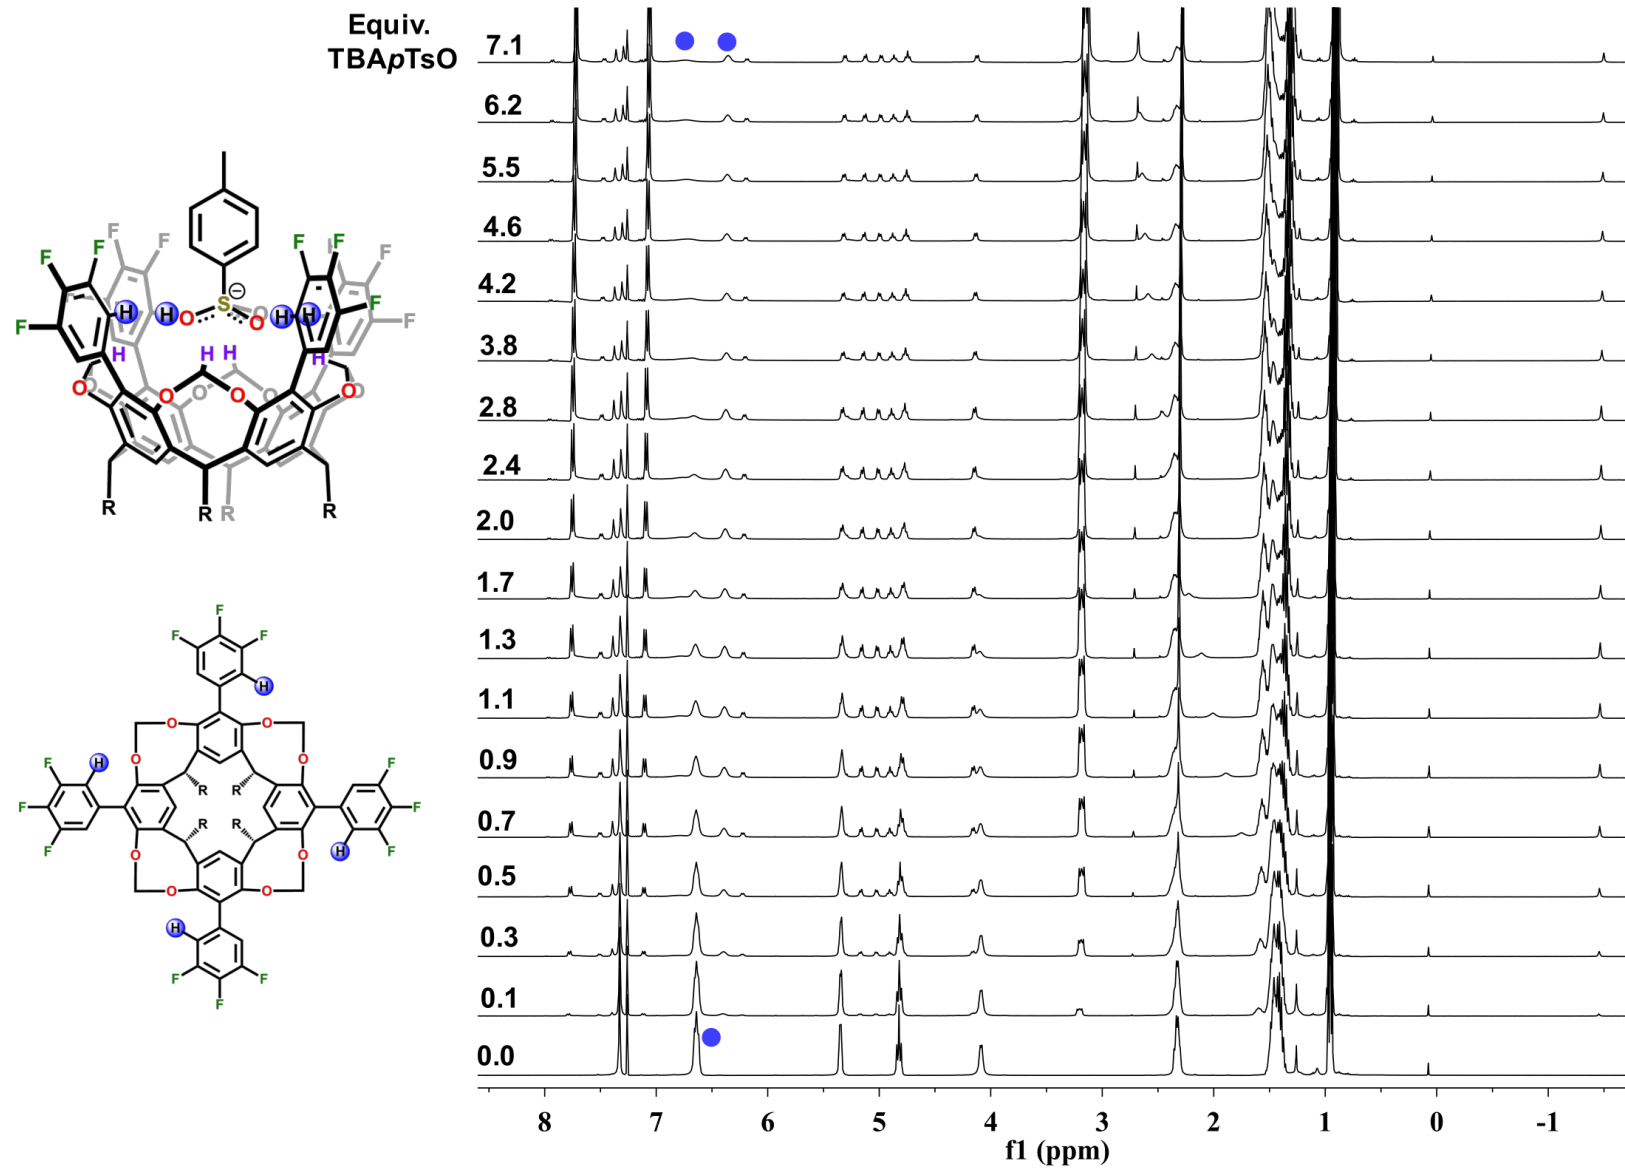 Equiv.
TBApTsO
7.1
6.2
5.5
4.6
4.2
3.8
2.8
2.4
2.0
1.7
1.3
1.1
0.9
0.7
0.5
0.3
0.1
0.0
8 7 6 5 4 3 2 1 0 -1
f1 (ppm)
F F
F F F F F
F F
F F F
S ⊖
H H O O O H H
H H H H
O O O O O O O O
R R R R
F
F F
H
O O
F H O O F
R R
F F
R R
F O O H F
O O
H
F F
F